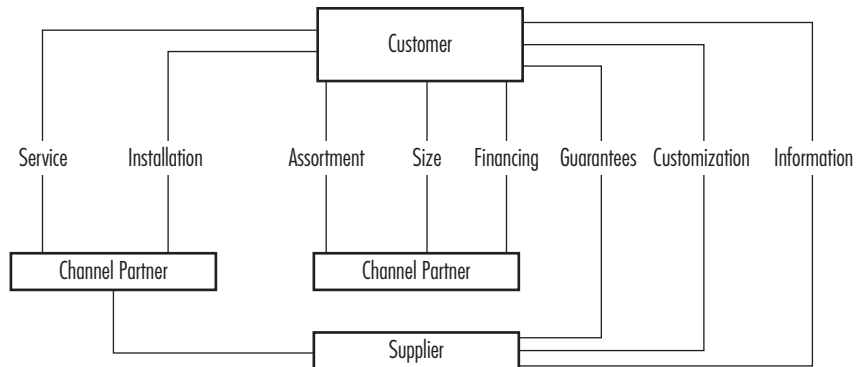 Customer
Service Installation Assortment Size Financing Guarantees Customization Information
Channel Partner Channel Partner
Supplier